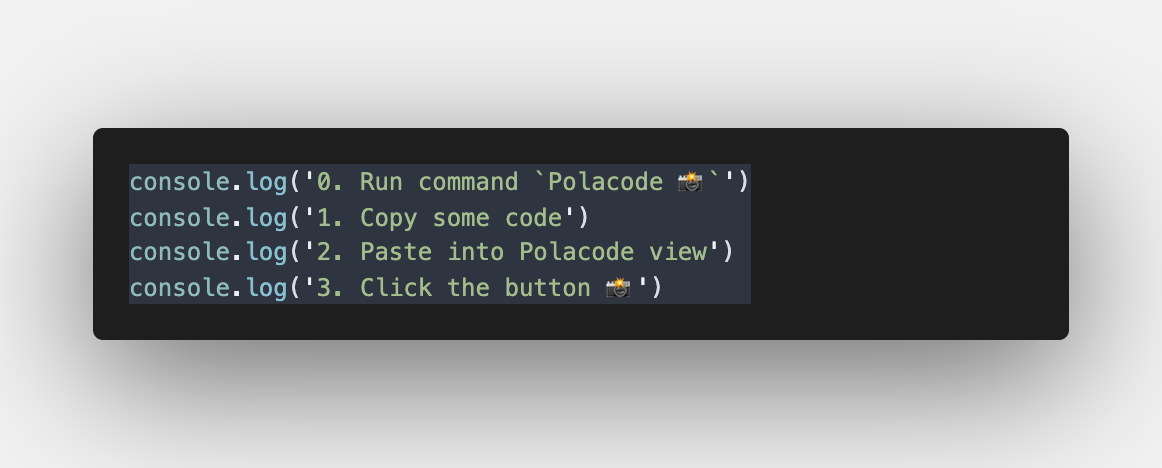 console.log('0. Run command `Polacode 📸`')
console.log('1. Copy some code')
console.log('2. Paste into Polacode view')
console.log('3. Click the button 📸')